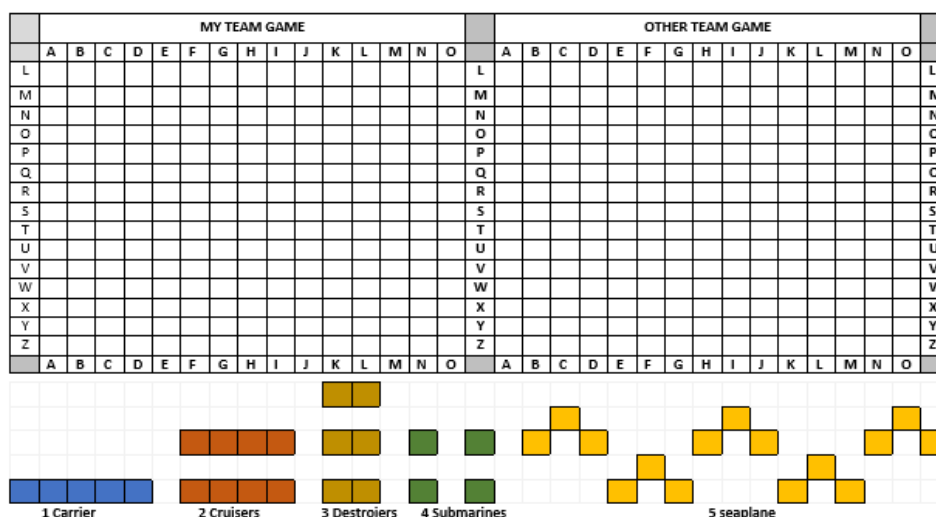 MY TEAM GAME OTHER TEAM GAME
A B C D E F G H I J K L M N O A B C D E F G H I J K L M N O
L L L
M M M
N N N
O O O
P P P
Q Q Q
R R R
S S S
T T T
U U U
V V V
W W W
X X X
Y Y Y
Z Z Z
A B C D E F G H I J K L M N O A B C D E F G H I J K L M N O
1 Carrier 2 Cruisers 3 Destroiers 4 Submarines 5 seaplane